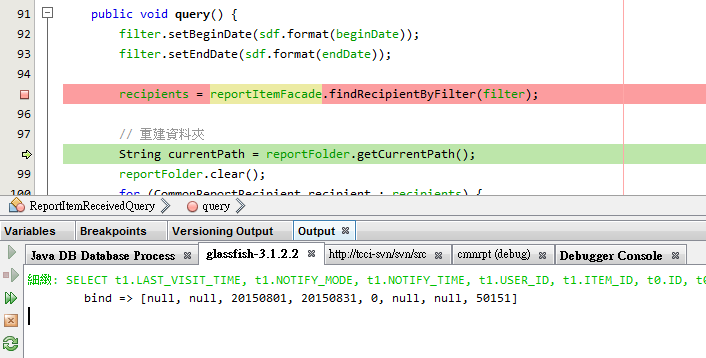 91 public void query() {
92 filter.setBeginDate(sdf.format(beginDate));
93 filter.setEndDate(sdf.format(endDate));
94
recipients = reportItemFacade.findRecipientByFilter(filter);
96
97 // 重建資料夾
String currentPath = reportFolder.getCurrentPath();
99 reportFolder.clear();
100 for (CommonReportRecipient recipient : recipients) {
ReportItemReceivedQuery query
Variables Breakpoints Versioning Output Output
Java DB Database Process glassfish-3.1.2.2 http://tcci-svn/svn/src cmnrpt (debug) Debugger Console
細緻: SELECT t1.LAST_VISIT_TIME, t1.NOTIFY_MODE, t1.NOTIFY_TIME, t1.USER_ID, t1.ITEM_ID, t0.ID, t0
bind => [null, null, 20150801, 20150831, 0, null, null, 50151]